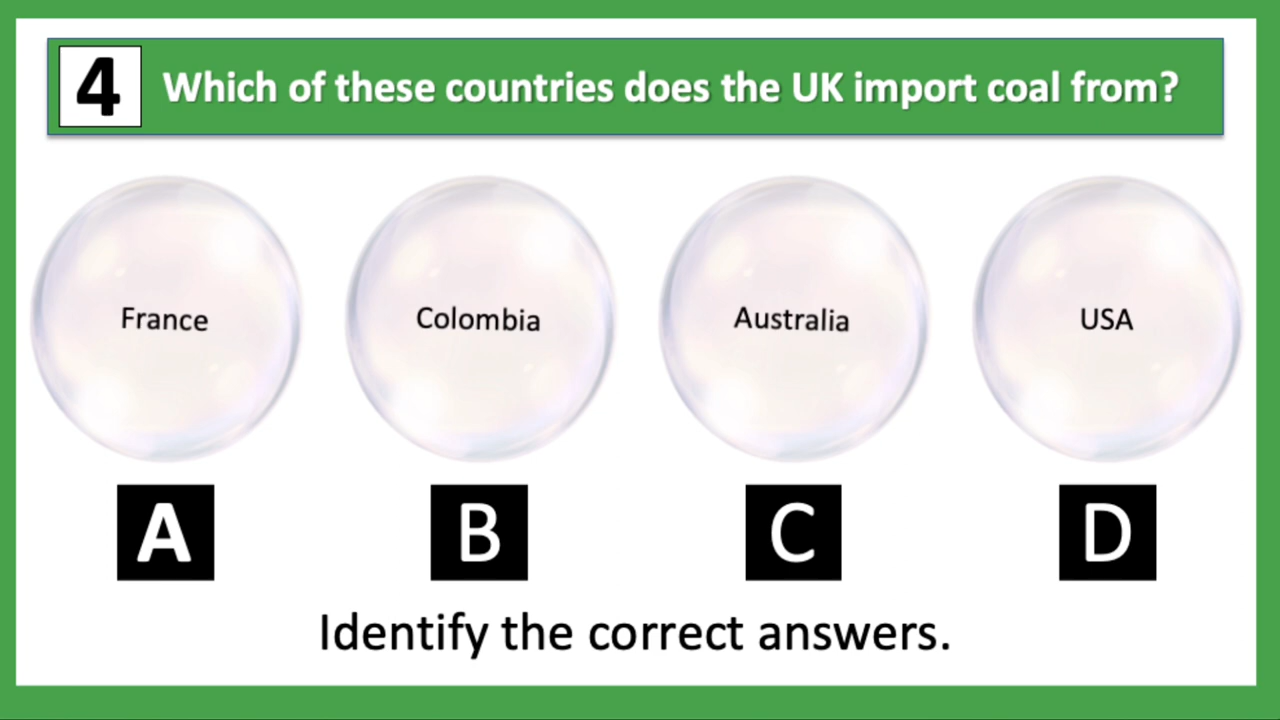 4 Which of these countries does the UK import coal from?
France Colombia Australia USA
A B C D
Identify the correct answers.